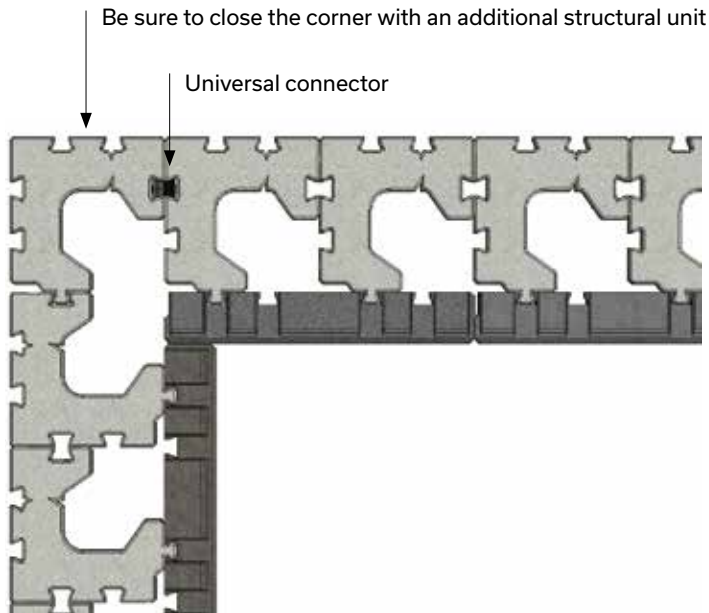 Be sure to close the corner with an additional structural unit
Universal connector